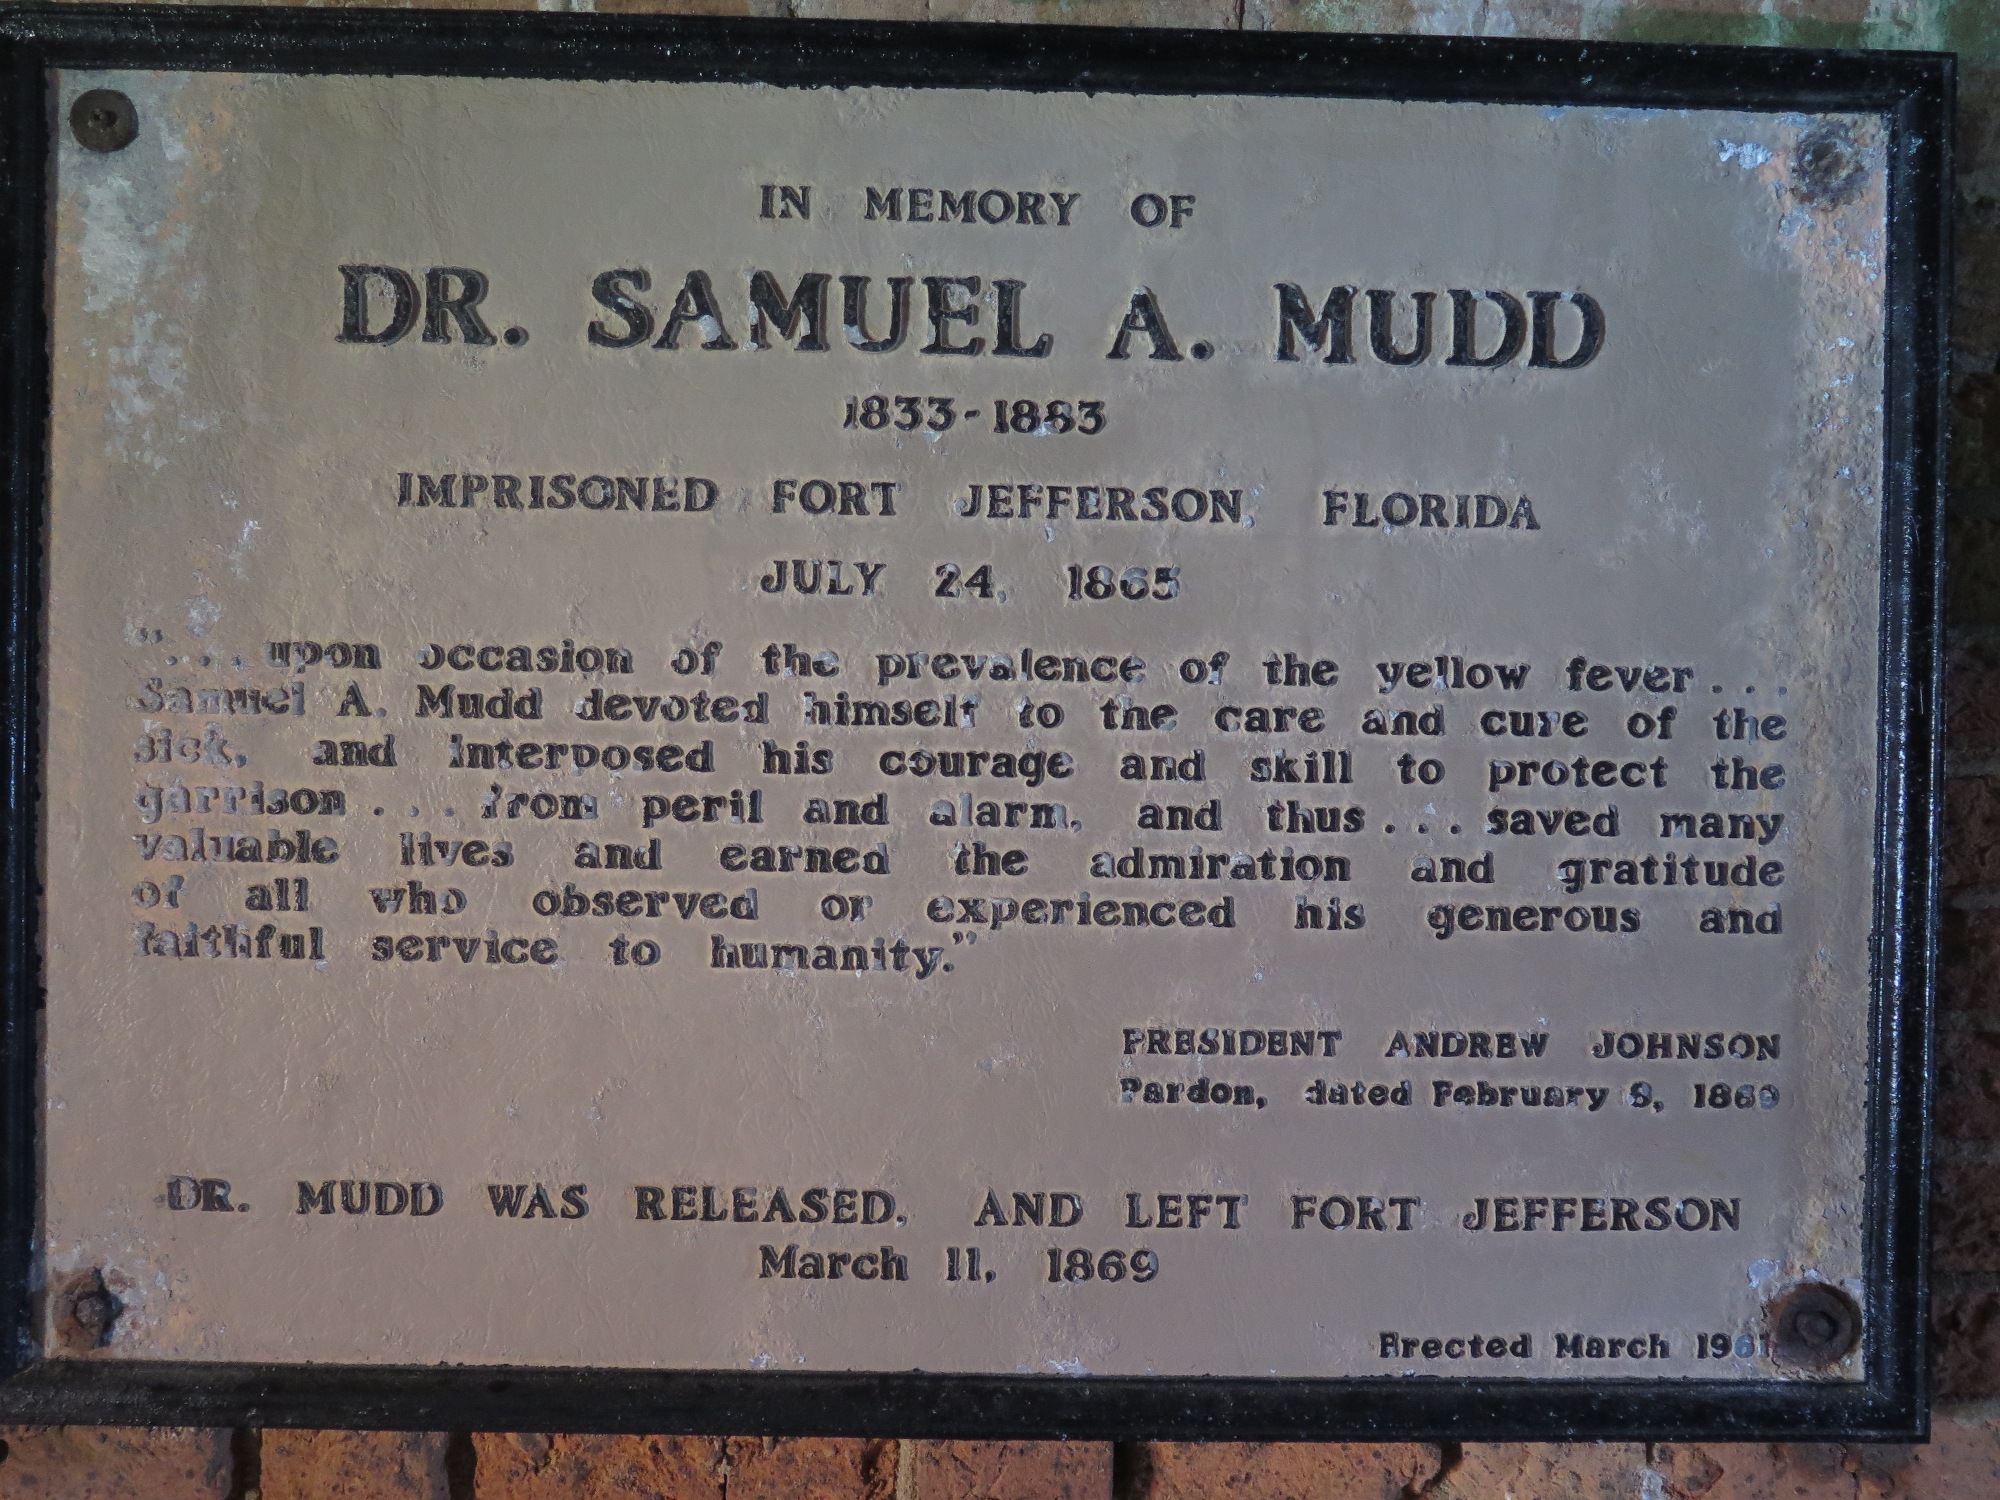 IN MEMORY OF
DR. SAMUEL A. MUDD
1833-1883
IMPRISONED FORT JEFFERSON, FLORIDA
JULY 24, 1865
"... upon occasion of the prevalence of the yellow fever...
Samuel A. Mudd devoted himself to the care and cure of the
sick, and interposed his courage and skill to protect the
garrison ... from peril and alarm, and thus... saved many
valuable lives and earned the admiration and gratitude
of all who observed or experienced his generous and
faithful service to humanity."
PRESIDENT ANDREW JOHNSON
Pardon, dated February 8, 1869
DR. MUDD WAS RELEASED, AND LEFT FORT JEFFERSON
March 11, 1869
Erected March 1961